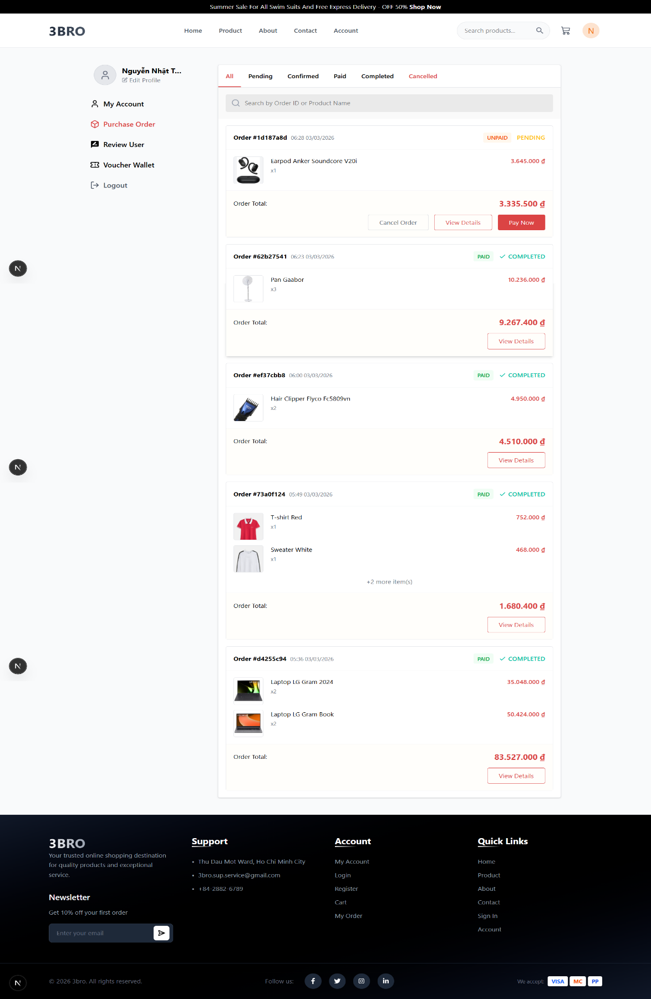 Summer Sale For All Swim Suits And Free Express Delivery - OFF 50% Shop Now
3BRO
Home
Product
About
Contact
Account
Search products...
N
Nguyễn Nhật T...
Edit Profile
My Account
Purchase Order
Review User
Voucher Wallet
Logout
All
Pending
Confirmed
Paid
Completed
Cancelled
Search by Order ID or Product Name
Order #1d187a8d 06:28 03/03/2026
UNPAID PENDING
Earpod Anker Soundcore V20i
3.645.000 ₫
x1
Order Total:
3.335.500 ₫
Cancel Order
View Details
Pay Now
Order #62b27541 06:23 03/03/2026
PAID COMPLETED
Pan Gaabor
10.236.000 ₫
x3
Order Total:
9.267.400 ₫
View Details
Order #ef37cbb8 06:00 03/03/2026
PAID COMPLETED
Hair Clipper Flyco Fc5809vn
4.950.000 ₫
x2
Order Total:
4.510.000 ₫
View Details
Order #73a0f124 05:49 03/03/2026
PAID COMPLETED
T-shirt Red
752.000 ₫
x1
Sweater White
468.000 ₫
x1
+2 more item(s)
Order Total:
1.680.400 ₫
View Details
Order #d4255c94 05:36 03/03/2026
PAID COMPLETED
Laptop LG Gram 2024
35.048.000 ₫
x2
Laptop LG Gram Book
50.424.000 ₫
x2
Order Total:
83.527.000 ₫
View Details
N
N
N
3BRO
Your trusted online shopping destination
for quality products and exceptional
service.
Newsletter
Get 10% off your first order
Enter your email
Support
• Thu Dau Mot Ward, Ho Chi Minh City
• 3bro.sup.service@gmail.com
• +84-2882-6789
Account
My Account
Login
Register
Cart
My Order
Quick Links
Home
Product
About
Contact
Sign In
Account
N
© 2026 3bro. All rights reserved.
Follow us:
We accept: VISA MC PP